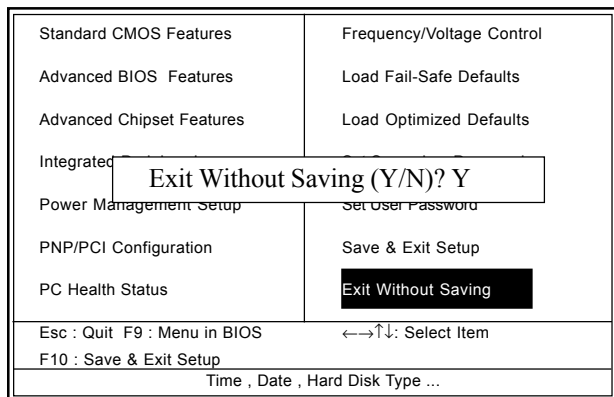 Standard CMOS Features
Frequency/Voltage Control
Advanced BIOS Features
Load Fail-Safe Defaults
Advanced Chipset Features
Load Optimized Defaults
Integrated
Exit Without Saving (Y/N)? Y
Power Management Setup
Set User Password
PNP/PCI Configuration
Save & Exit Setup
PC Health Status
Exit Without Saving
Esc : Quit F9 : Menu in BIOS
←→↑↓: Select Item
F10 : Save & Exit Setup
Time , Date , Hard Disk Type ...